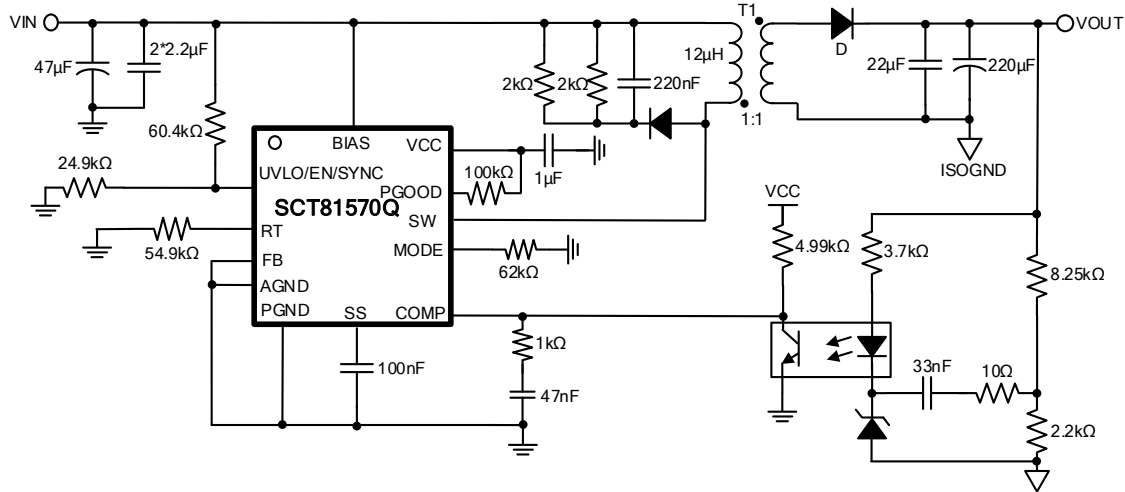 VIN
47µF
2*2.2µF
60.4kΩ
24.9kΩ
54.9kΩ
BIAS
VCC
UVLO/EN/SYNC
PGOOD
SCT81570Q
SW
RT
MODE
FB
AGND
PGND
SS
COMP
100kΩ
1µF
62kΩ
100nF
1kΩ
47nF
2kΩ
2kΩ
220nF
12µH
T1
1:1
D
22µF
220µF
VOUT
ISOGND
VCC
4.99kΩ
3.7kΩ
8.25kΩ
33nF
10Ω
2.2kΩ